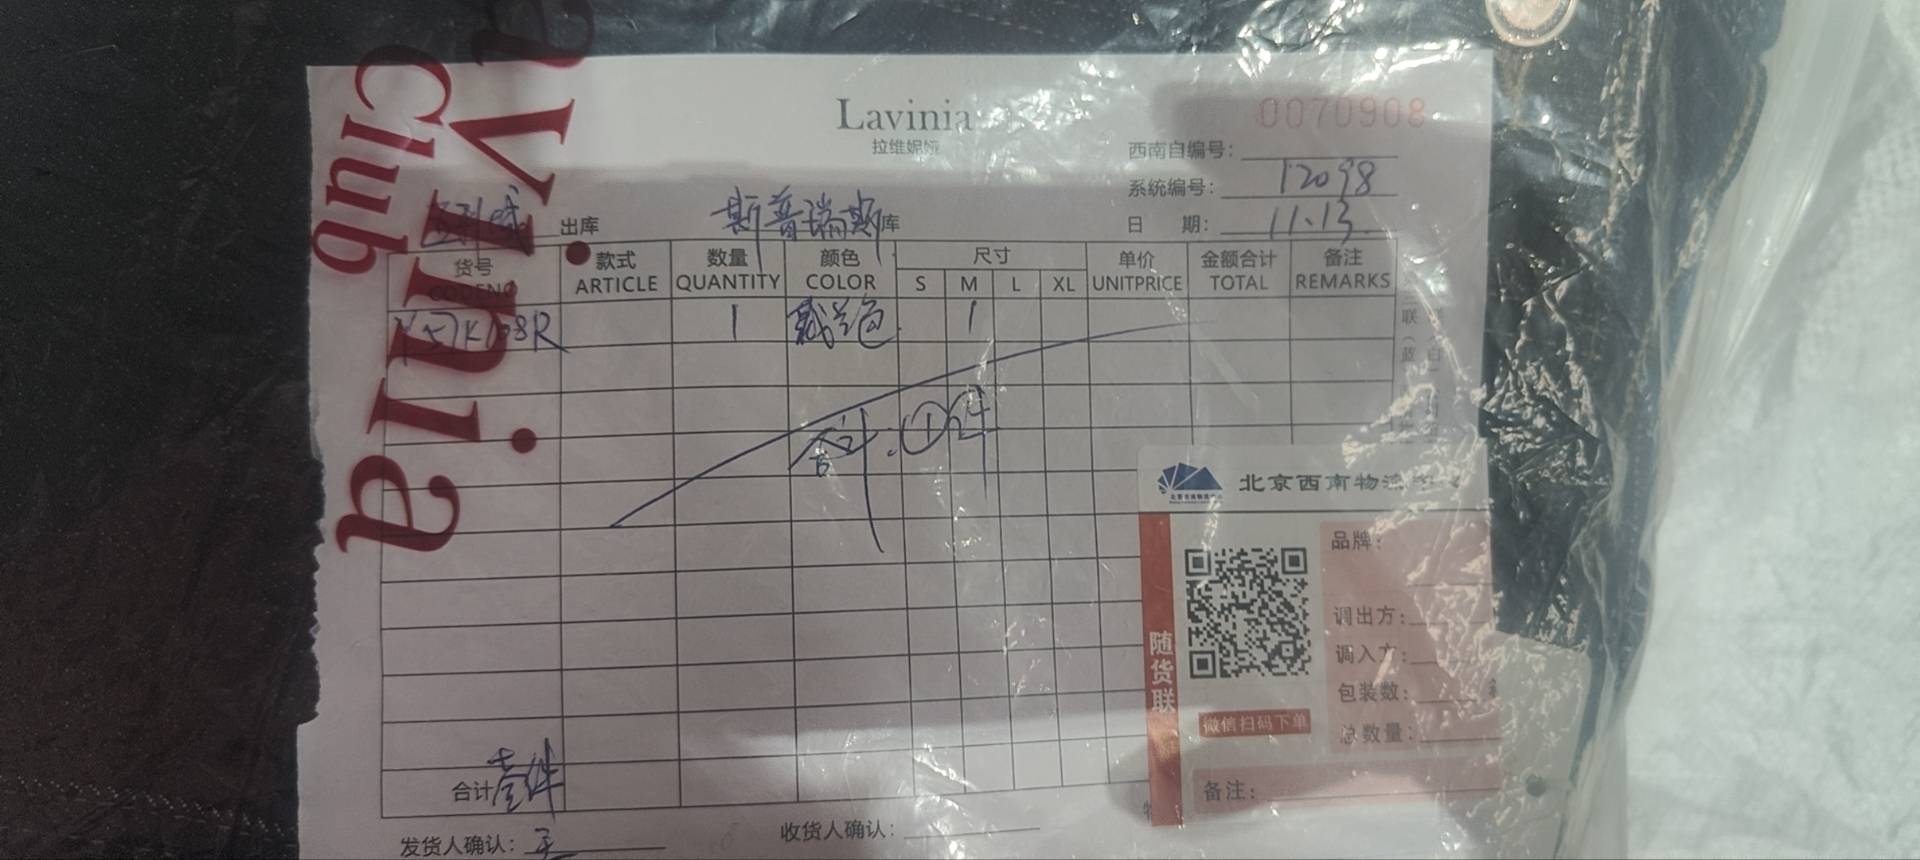 Lavinia
Club
Lavinia
拉维妮娅
0070908
西南自编号：
系统编号： 12098
出库 斯普瑞斯库
日 期： 11.13.
货号 款式 数量 颜色 尺寸 单价 金额合计 备注
CODENO ARTICLE QUANTITY COLOR S M L XL UNITPRICE TOTAL REMARKS
1 1
合计：①件
北京西南物流中心
品牌：
调出方：
调入方：
包装数：
总数量：
随货联
微信扫码下单
备注：
合计 壹件
发货人确认：
收货人确认：